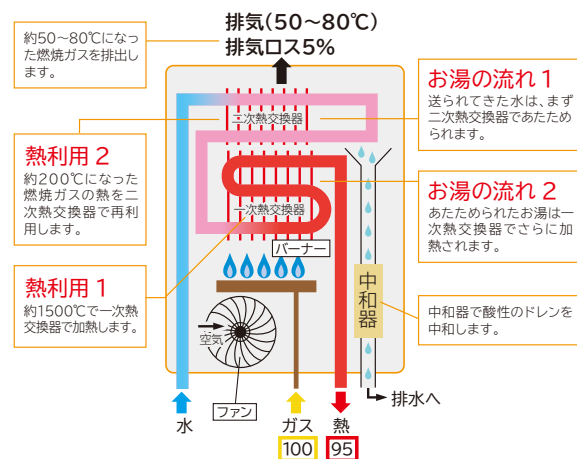 排気(50〜80℃)
排気ロス5%
約50〜80℃になっ
た燃焼ガスを排出し
ます。
お湯の流れ1
送られてきた水は、まず
二次熱交換器であたため
られます。
二次熱交換器
熱利用2
約200℃になった
燃焼ガスの熱を二
次熱交換器で再利
用します。
お湯の流れ2
あたためられたお湯は一
次熱交換器でさらに加
熱されます。
一次熱交換器
バーナー
熱利用1
約1500℃で一次熱
交換器で加熱します。
中和器
中和器で酸性のドレンを
中和します。
空気
ファン
排水へ
水
ガス
熱
100
95